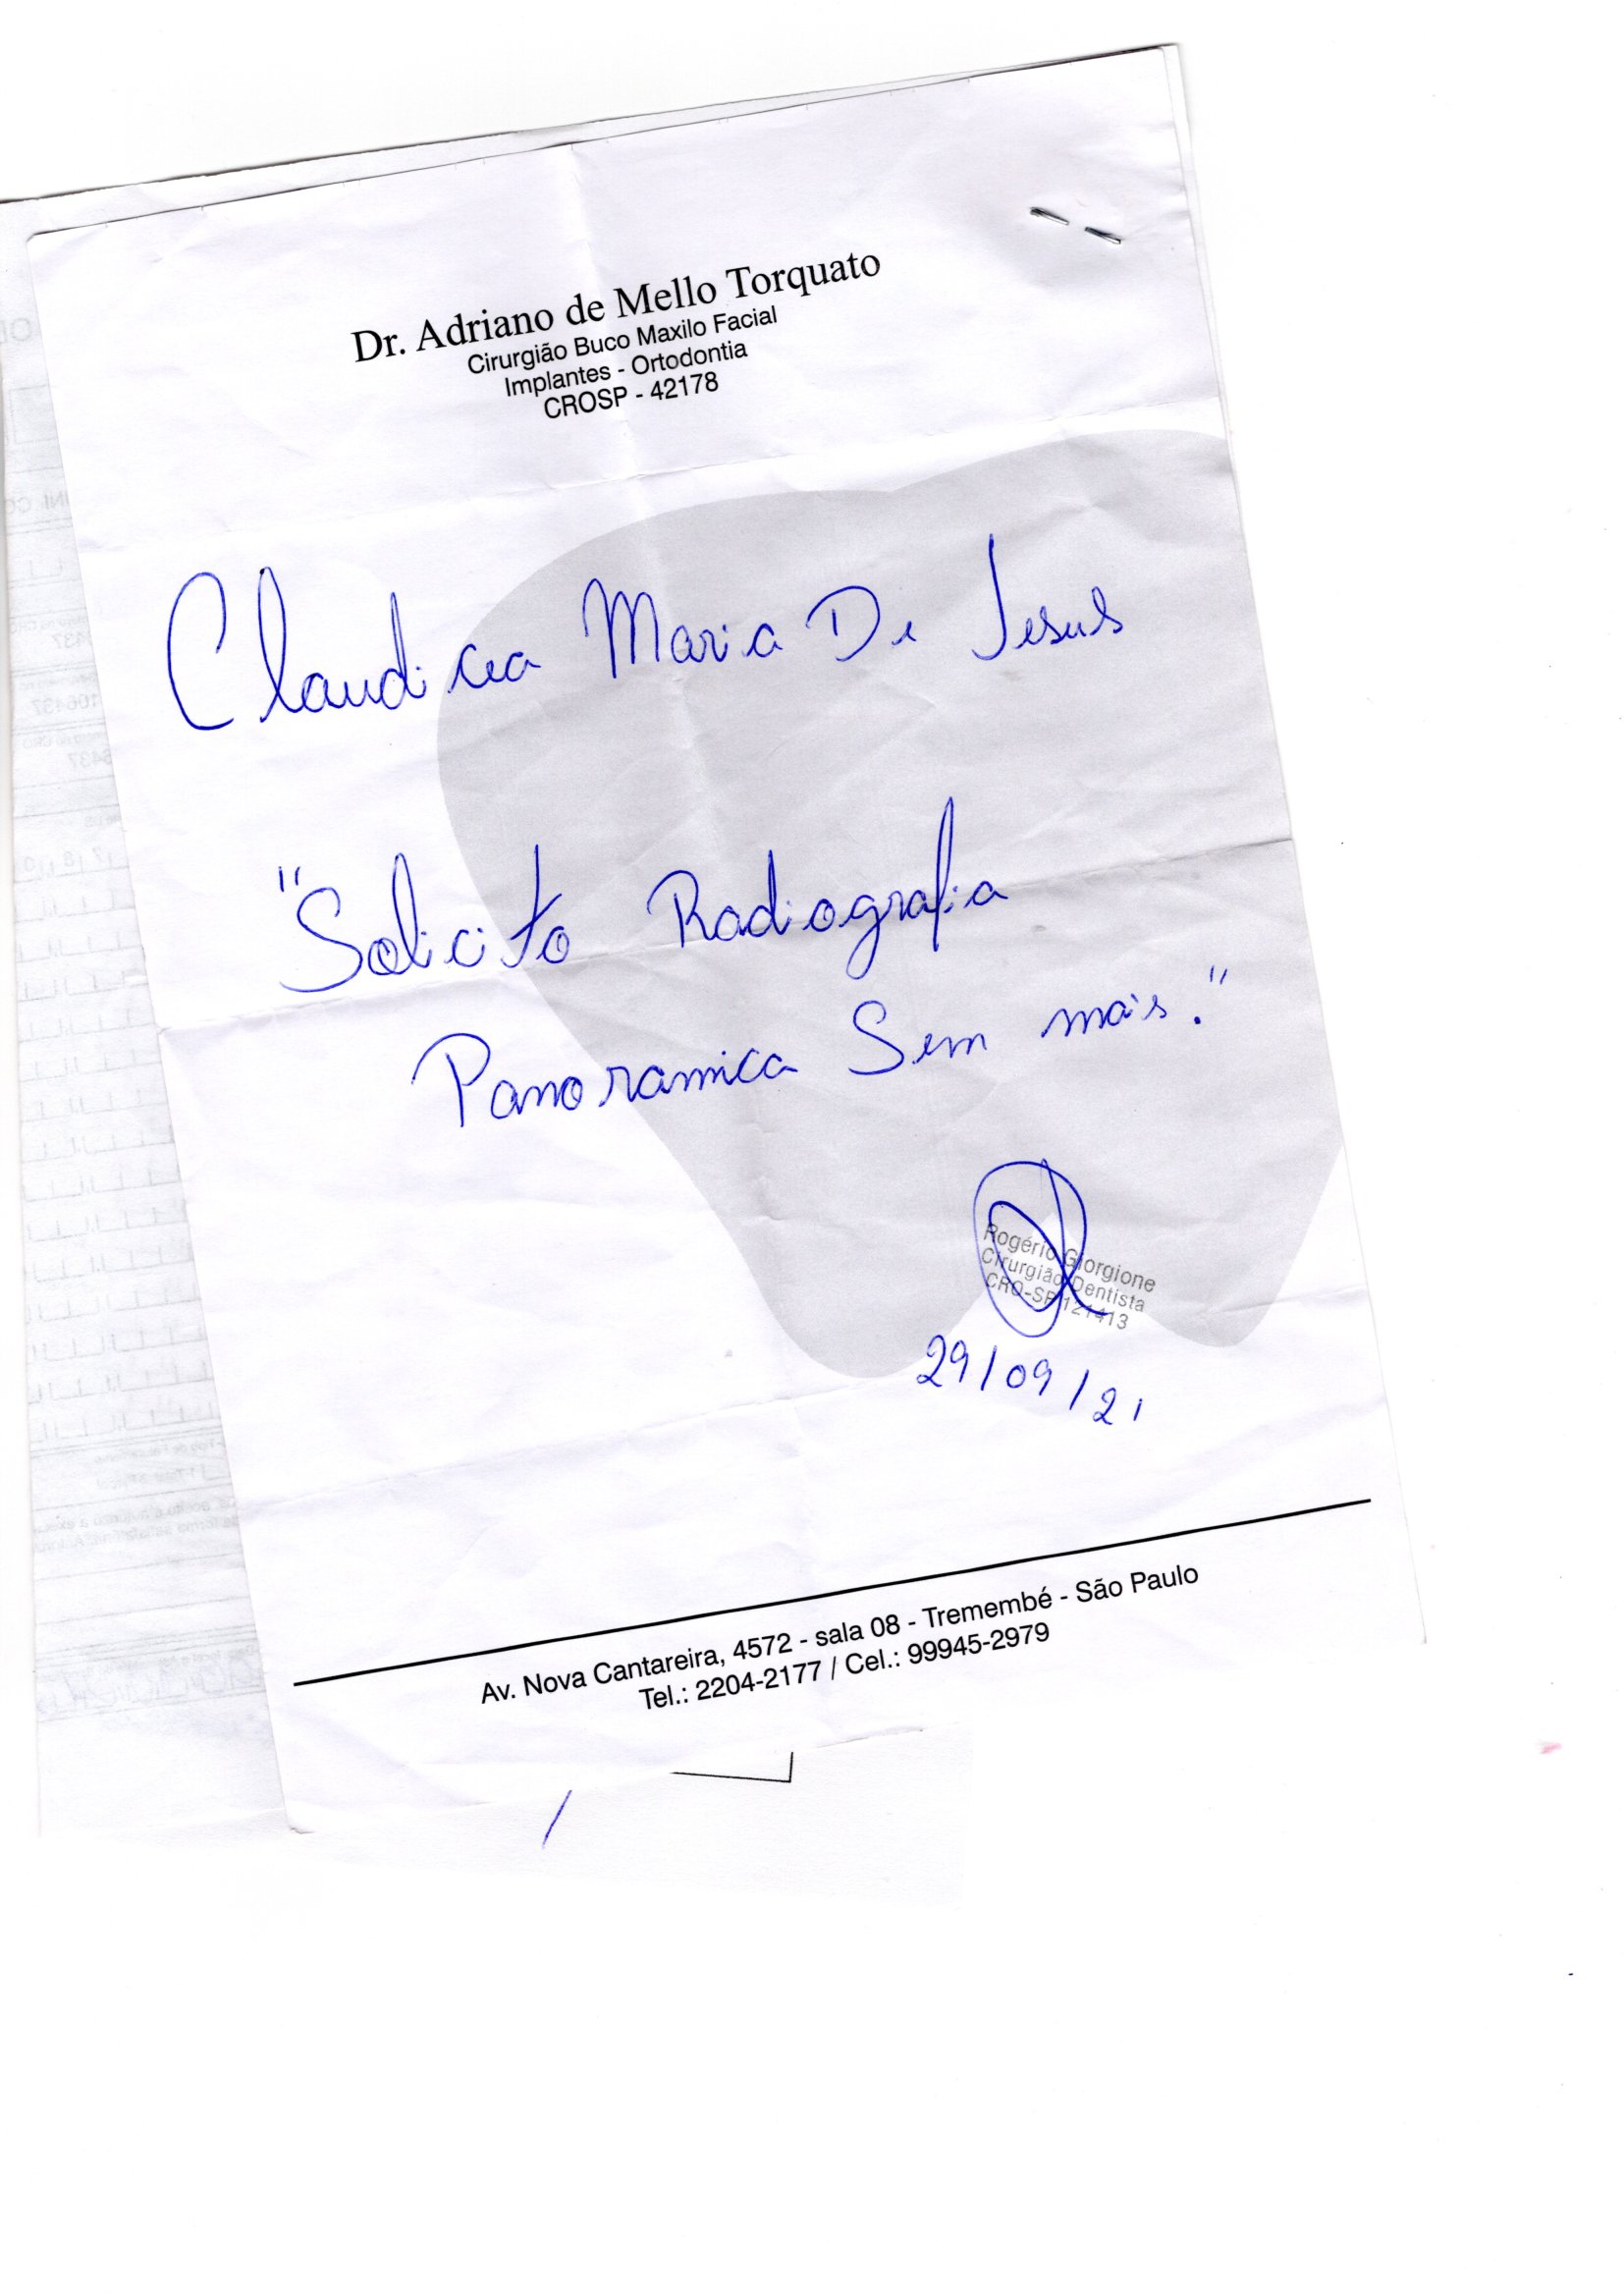 Dr. Adriano de Mello Torquato
Cirurgião Buco Maxilo Facial
Implantes - Ortodontia
CROSP - 42178
Claudicea Maria De Jesus
"Solicito Radiografia
Panoramica Sem mais."
Rogério Giorgione
Cirurgião Dentista
CRO-SP 121413
29/09/21
Av. Nova Cantareira, 4572 - sala 08 - Tremembé - São Paulo
Tel.: 2204-2177 / Cel.: 99945-2979